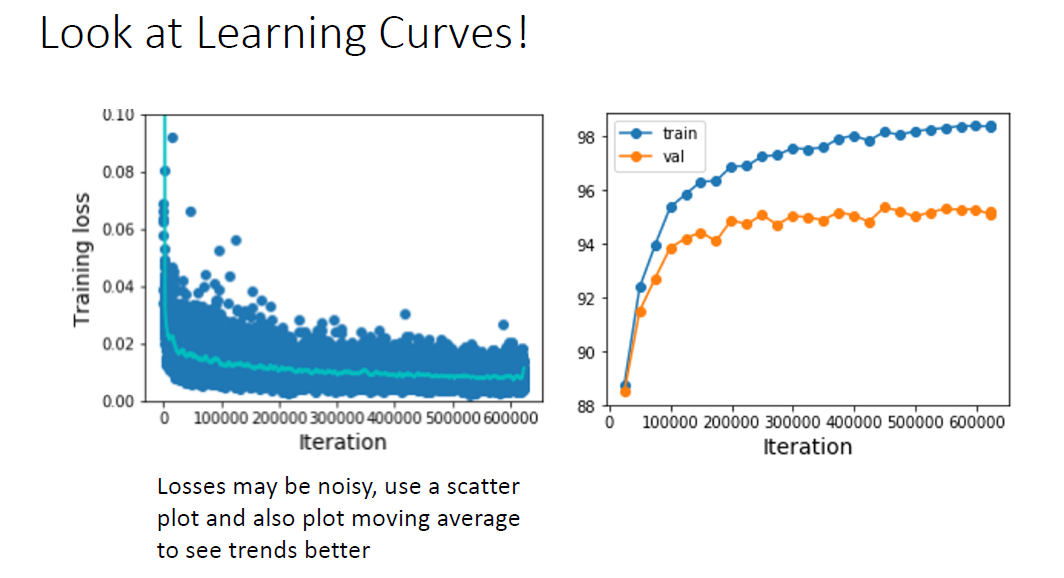 Look at Learning Curves!
0.10
0.08
0.06
0.04
0.02
0.00
Training loss
0 100000 200000 300000 400000 500000 600000
Iteration
train
val
98
96
94
92
90
88
0 100000 200000 300000 400000 500000 600000
Iteration
Losses may be noisy, use a scatter
plot and also plot moving average
to see trends better